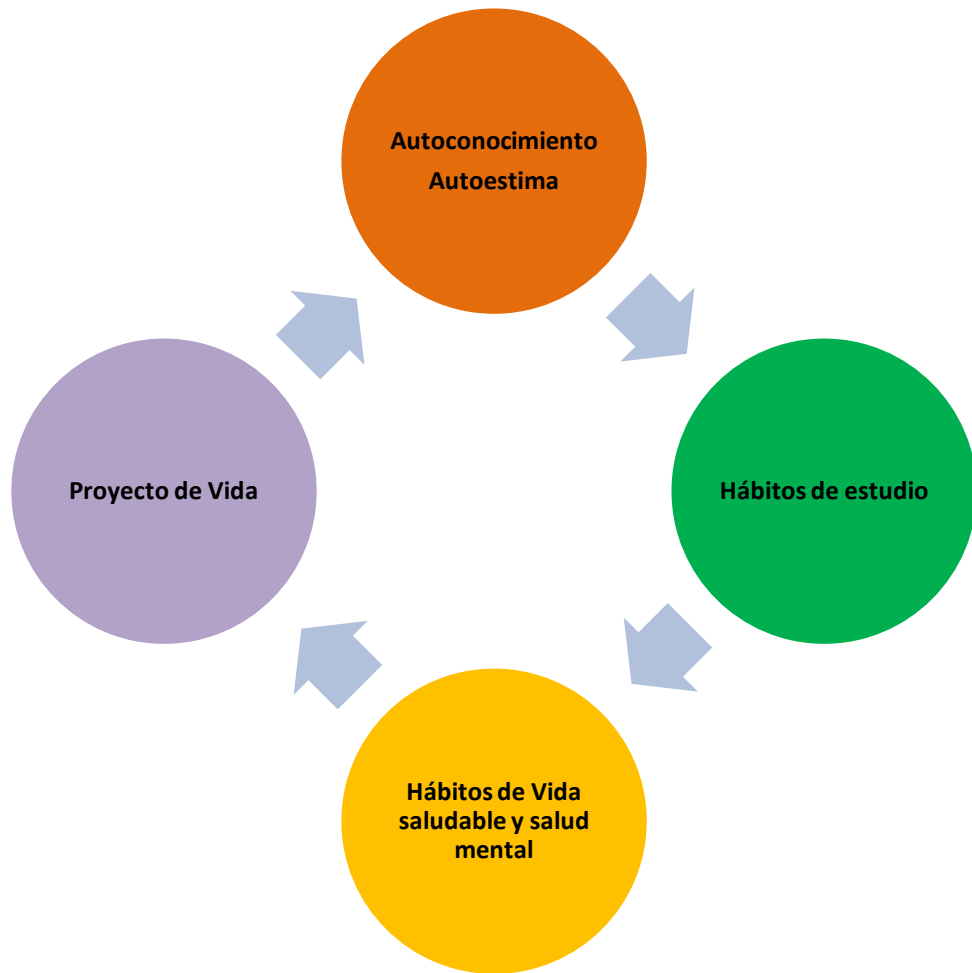 Autoconocimiento
Autoestima
Proyecto de Vida
Hábitos de estudio
Hábitos de Vida
saludable y salud
mental